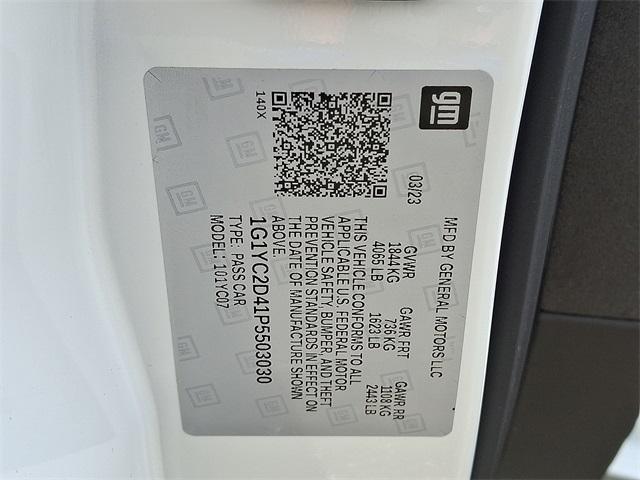 gm
MFD BY GENERAL MOTORS LLC
03/23
GVWR GAWR FRT GAWR RR
1844 KG 736 KG 1108 KG
4065 LB 1623 LB 2443 LB
THIS VEHICLE CONFORMS TO ALL
APPLICABLE U.S. FEDERAL MOTOR
VEHICLE SAFETY, BUMPER, AND THEFT
PREVENTION STANDARDS IN EFFECT ON
THE DATE OF MANUFACTURE SHOWN
ABOVE.
1G1YC2D41P5503030
TYPE: PASS CAR
MODEL: 101YC07
140X